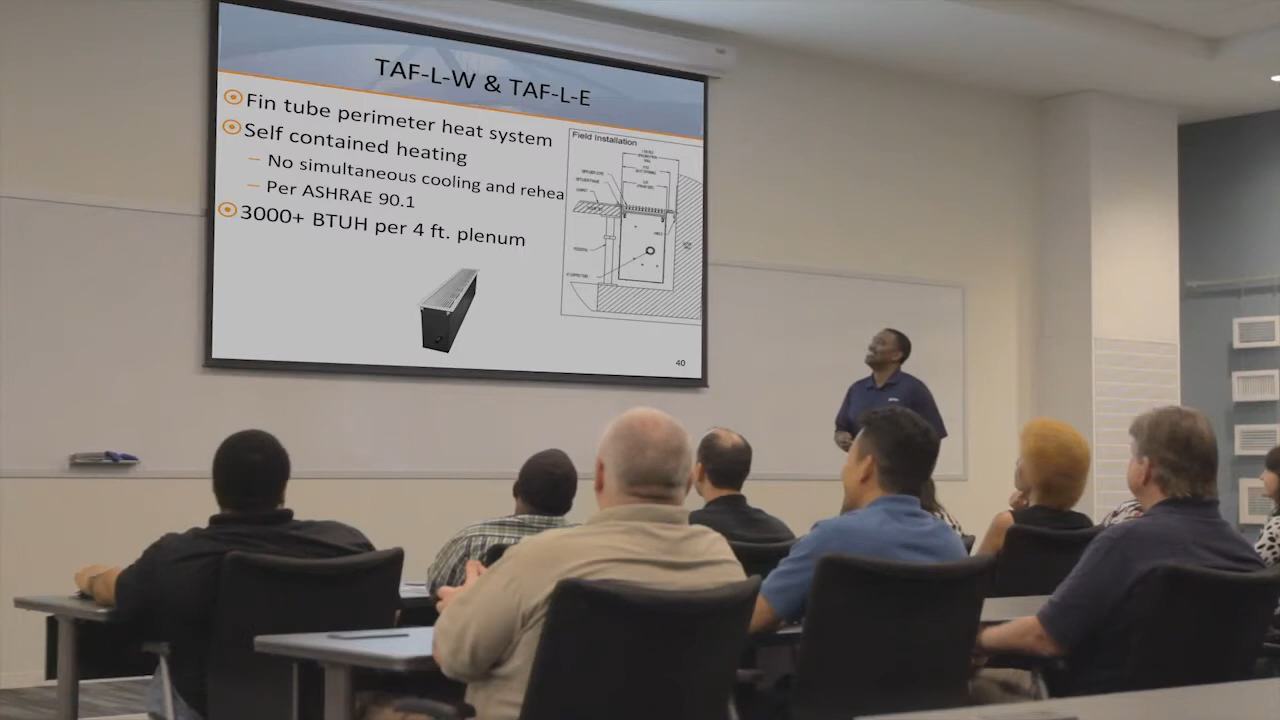 TAF-L-W & TAF-L-E
Fin tube perimeter heat system
Self contained heating
– No simultaneous cooling and rehea
– Per ASHRAE 90.1
3000+ BTUH per 4 ft. plenum
Field Installation
40